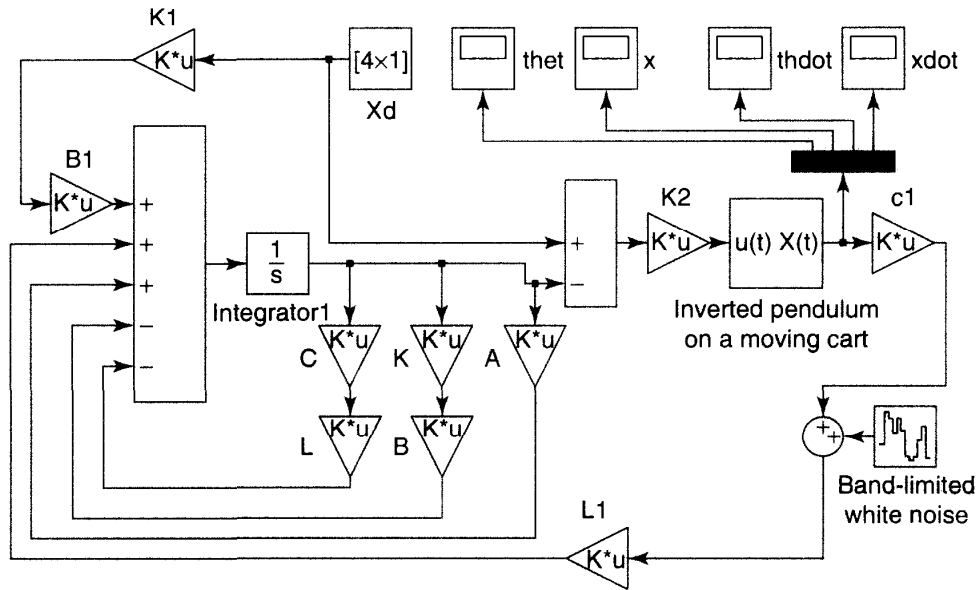 K1
K*u
[4×1]
Xd
thet
x
thdot
xdot
B1
K*u
+
+
+
−
−
1
s
Integrator1
+
−
K2
K*u
u(t) X(t)
Inverted pendulum
on a moving cart
c1
K*u
C
K*u
K
K*u
A
K*u
L
K*u
B
K*u
+
+
Band-limited
white noise
L1
K*u